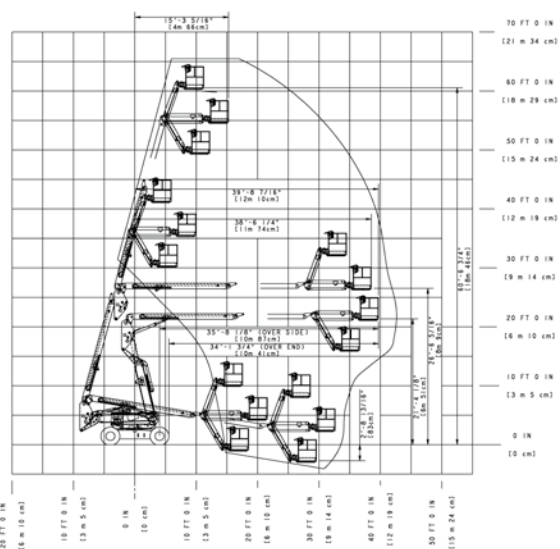 15'-3 5/16"
[4m 66cm]
70 FT 0 IN
[21 m 34 cm]
60 FT 0 IN
[18 m 29 cm]
50 FT 0 IN
[15 m 24 cm]
39'-8 7/16"
[12m 10cm]
40 FT 0 IN
[12 m 19 cm]
38'-6 1/4"
[11m 74cm]
60'-6 3/4"
[18m 46cm]
30 FT 0 IN
[9 m 14 cm]
26'-6 5/16"
[8m 9cm]
20 FT 0 IN
[6 m 10 cm]
35'-8 1/8" (OVER SIDE)
[10m 87cm]
34'-1 3/4" (OVER END)
[10m 41cm]
21'-4 1/8"
[6m 51cm]
10 FT 0 IN
[3 m 5 cm]
2'-8 13/16"
[83cm]
0 IN
[0 cm]
20 FT 0 IN
[6 m 10 cm]
10 FT 0 IN
[3 m 5 cm]
0 IN
[0 cm]
10 FT 0 IN
[3 m 5 cm]
20 FT 0 IN
[6 m 10 cm]
30 FT 0 IN
[9 m 14 cm]
40 FT 0 IN
[12 m 19 cm]
50 FT 0 IN
[15 m 24 cm]